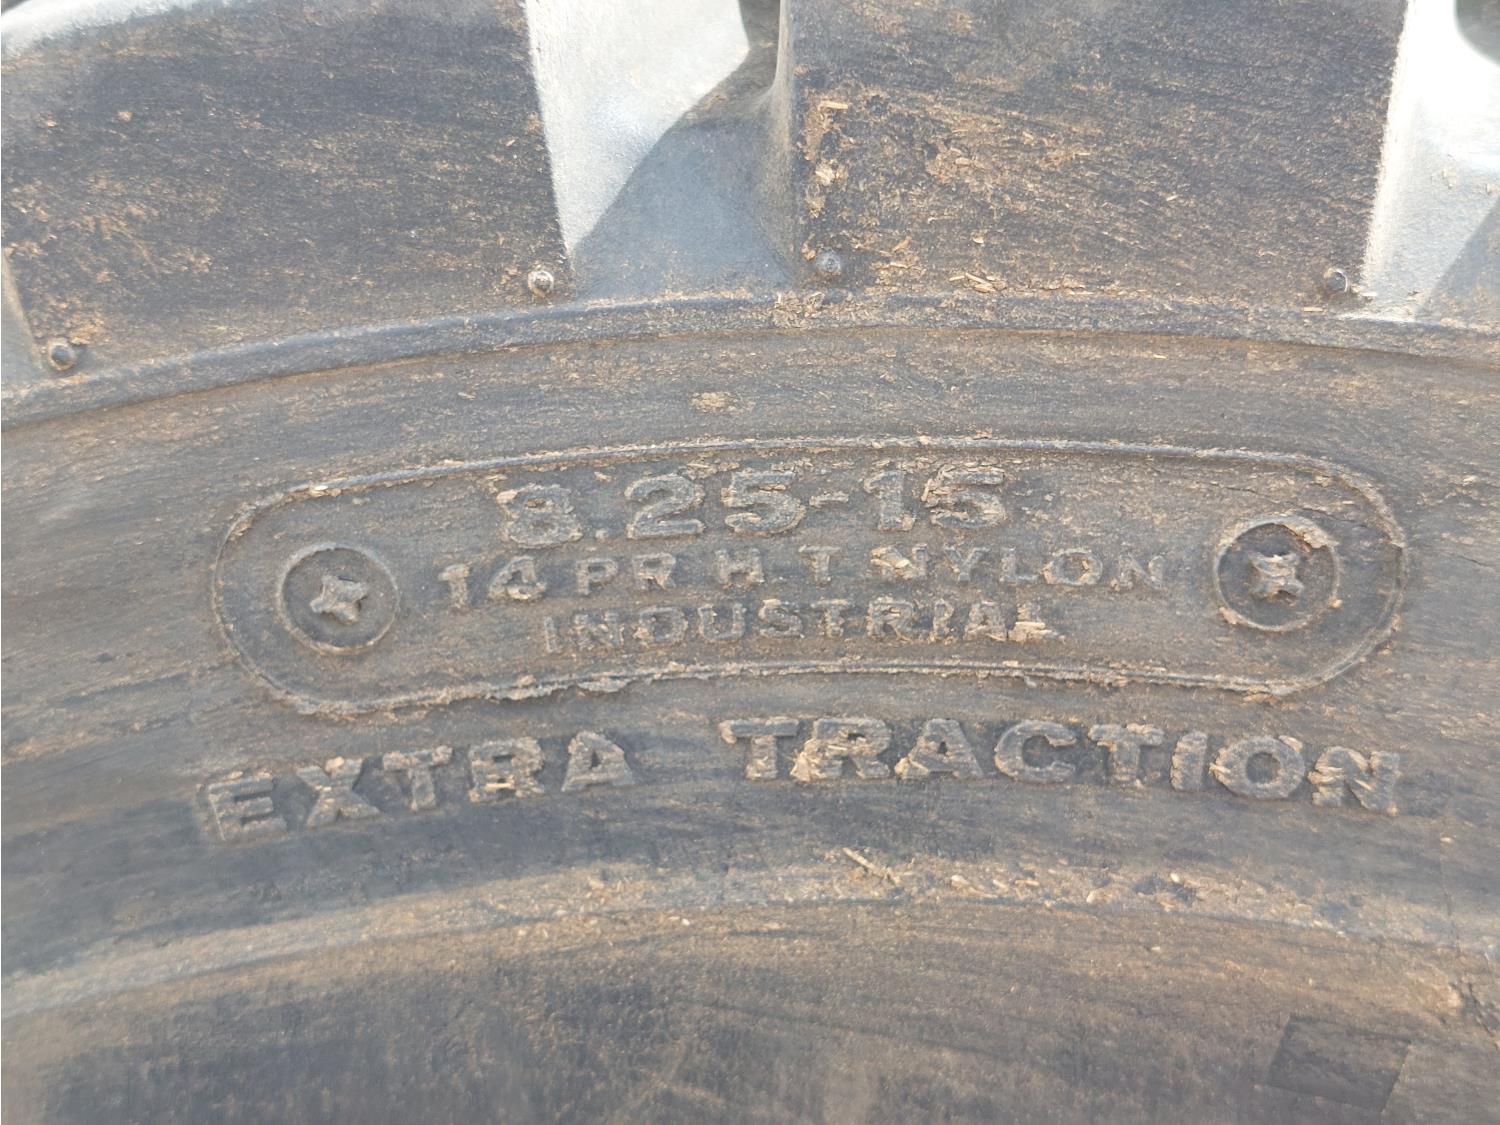 8.25-15
14 PR H.T NYLON
INDUSTRIAL
EXTRA TRACTION